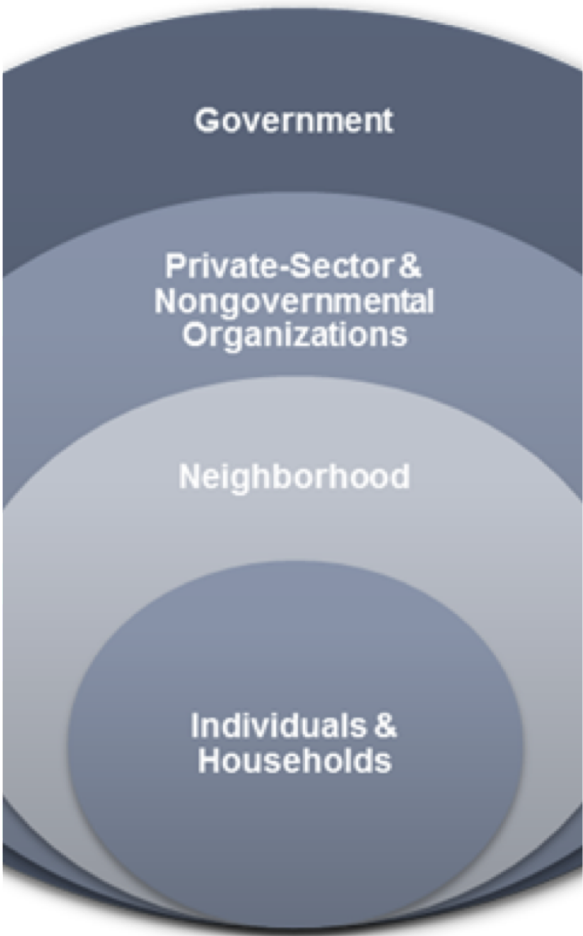 Government
Private-Sector &
Nongovernmental
Organizations
Neighborhood
Individuals &
Households